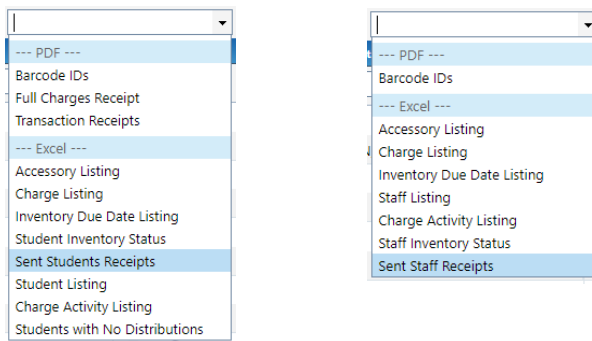 --- PDF ---
Barcode IDs
Full Charges Receipt
Transaction Receipts
--- Excel ---
Accessory Listing
Charge Listing
Inventory Due Date Listing
Student Inventory Status
Sent Students Receipts
Student Listing
Charge Activity Listing
Students with No Distributions
--- PDF ---
Barcode IDs
--- Excel ---
Accessory Listing
Charge Listing
Inventory Due Date Listing
Staff Listing
Charge Activity Listing
Staff Inventory Status
Sent Staff Receipts